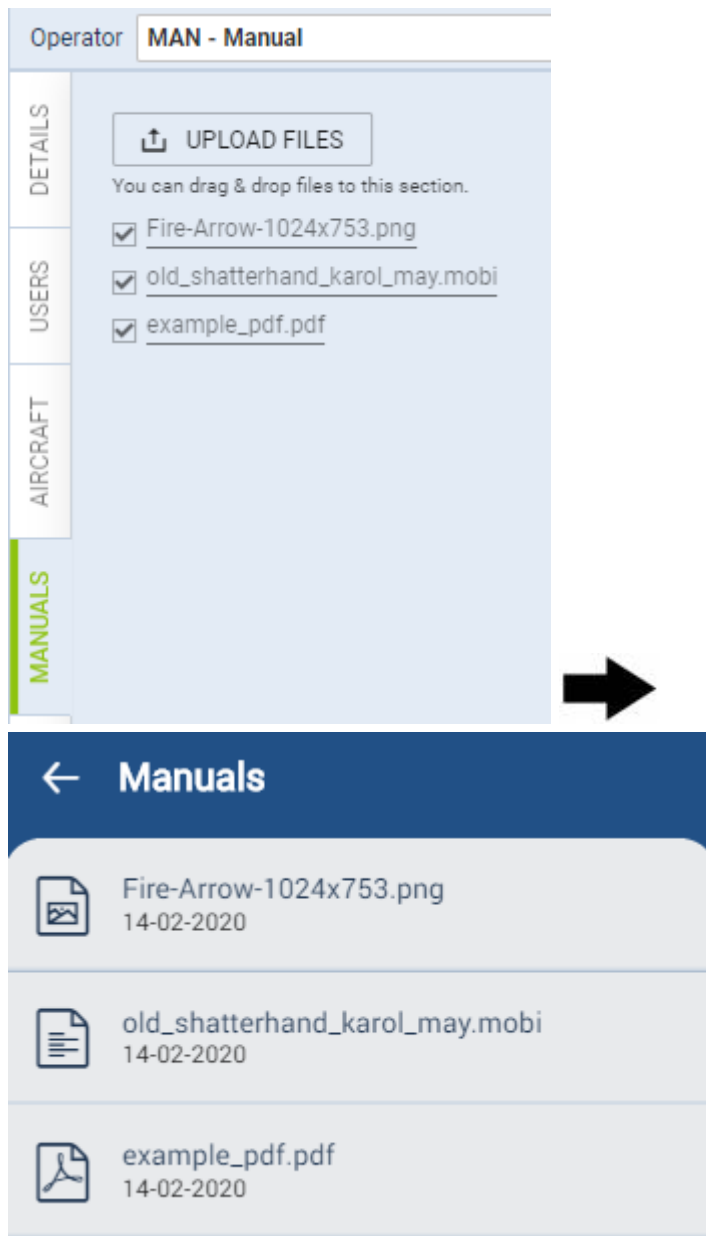 Operator MAN - Manual
DETAILS
USERS
AIRCRAFT
MANUALS
UPLOAD FILES
You can drag & drop files to this section.
Fire-Arrow-1024x753.png
old_shatterhand_karol_may.mobi
example_pdf.pdf
Manuals
Fire-Arrow-1024x753.png
14-02-2020
old_shatterhand_karol_may.mobi
14-02-2020
example_pdf.pdf
14-02-2020